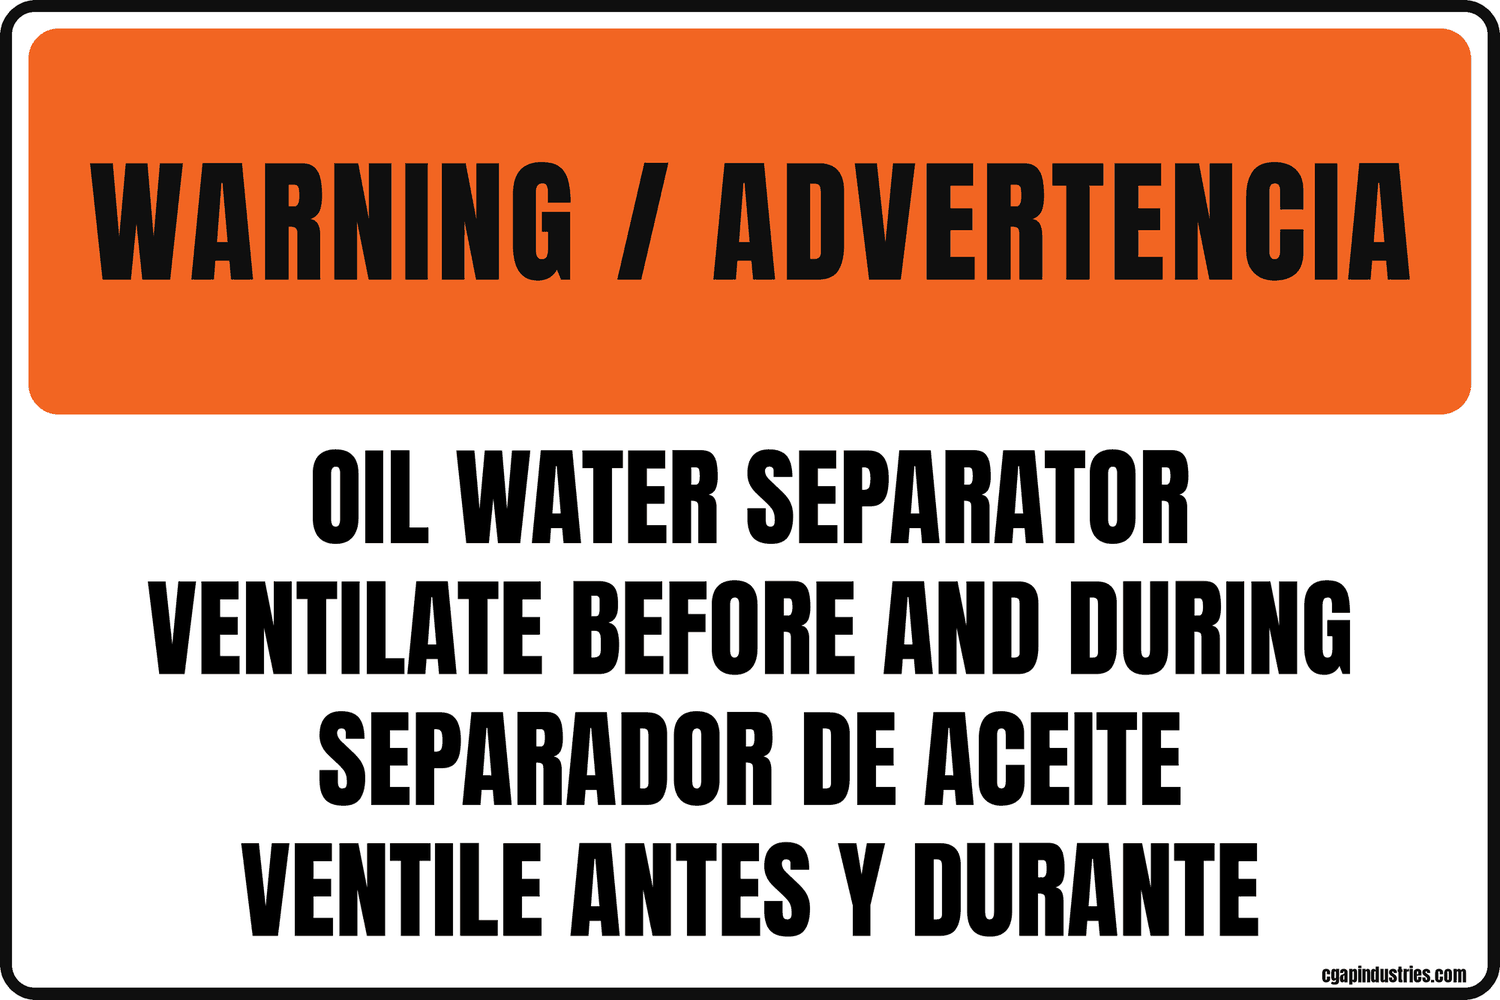 WARNING / ADVERTENCIA
OIL WATER SEPARATOR
VENTILATE BEFORE AND DURING
SEPARADOR DE ACEITE
VENTILE ANTES Y DURANTE
cgapindustries.com